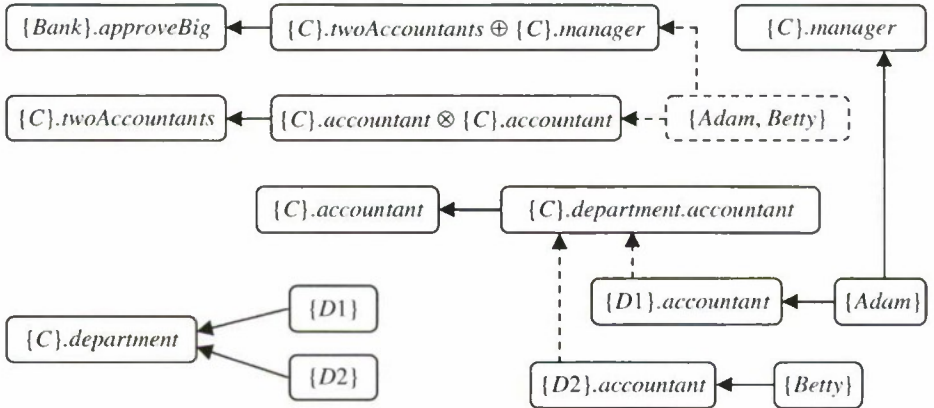 {Bank}.approveBig
{C}.twoAccountants ⊕ {C}.manager
{C}.manager
{C}.twoAccountants
{C}.accountant ⊗ {C}.accountant
{Adam, Betty}
{C}.accountant
{C}.department.accountant
{D1}
{D1}.accountant
{Adam}
{C}.department
{D2}
{D2}.accountant
{Betty}